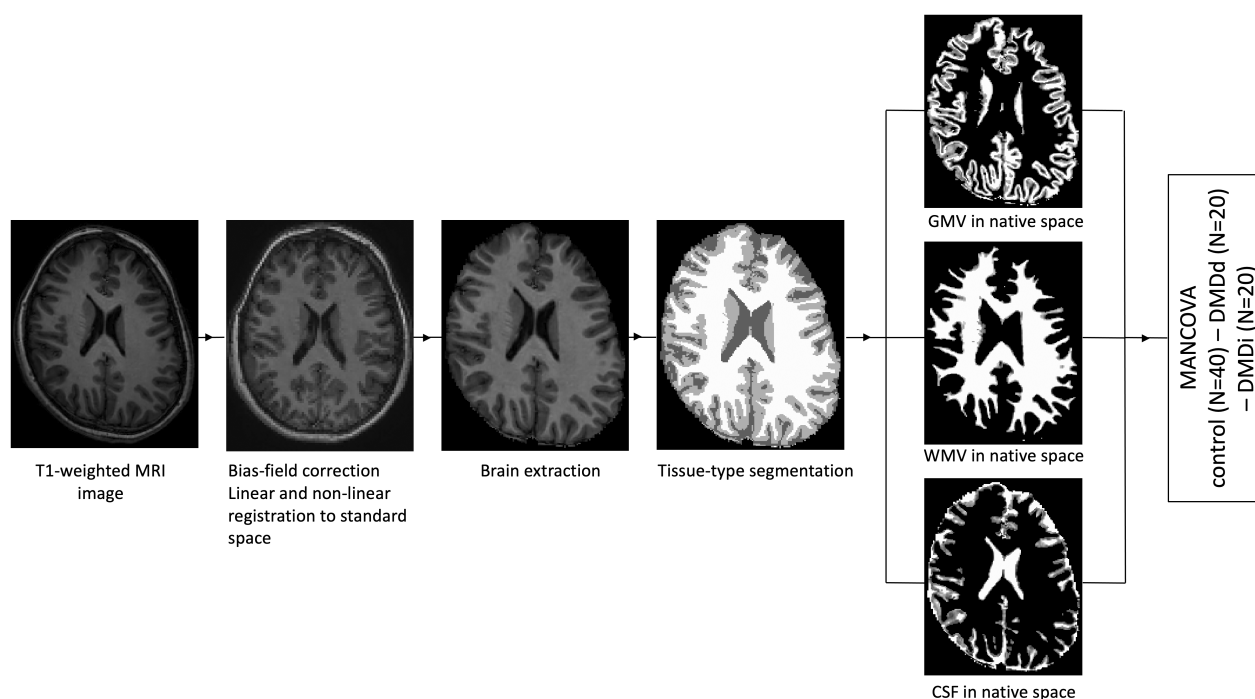 T1-weighted MRI
image
Bias-field correction
Linear and non-linear
registration to standard
space
Brain extraction
Tissue-type segmentation
GMV in native space
WMV in native space
CSF in native space
MANCOVA
control (N=40) – DMDd (N=20)
– DMDi (N=20)